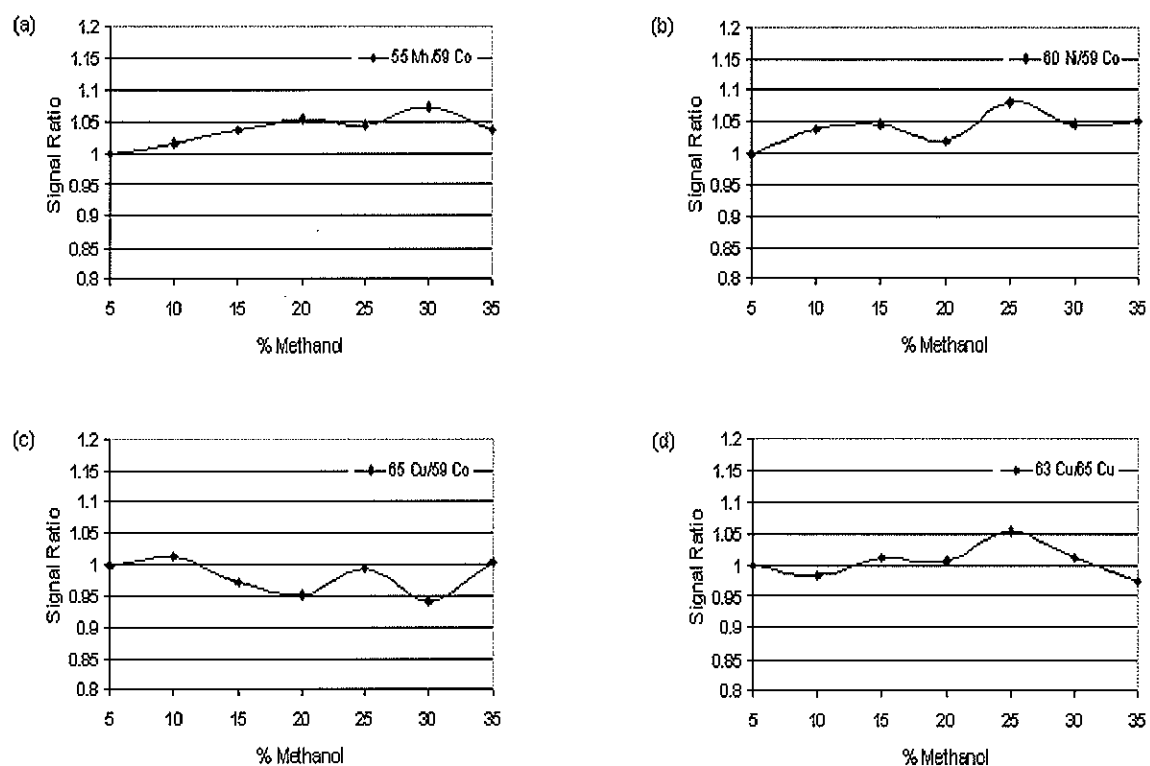 (a)
1.2
1.15
1.1
1.05
1
0.95
0.9
0.85
0.8
Signal Ratio
55 Mn/59 Co
5 10 15 20 25 30 35
% Methanol
(b)
1.2
1.15
1.1
1.05
1
0.95
0.9
0.85
0.8
Signal Ratio
60 Ni/59 Co
5 10 15 20 25 30 35
% Methanol
(c)
1.2
1.15
1.1
1.05
1
0.95
0.9
0.85
0.8
Signal Ratio
65 Cu/59 Co
5 10 15 20 25 30 35
% Methanol
(d)
1.2
1.15
1.1
1.05
1
0.95
0.9
0.85
0.8
Signal Ratio
63 Cu/65 Cu
5 10 15 20 25 30 35
% Methanol